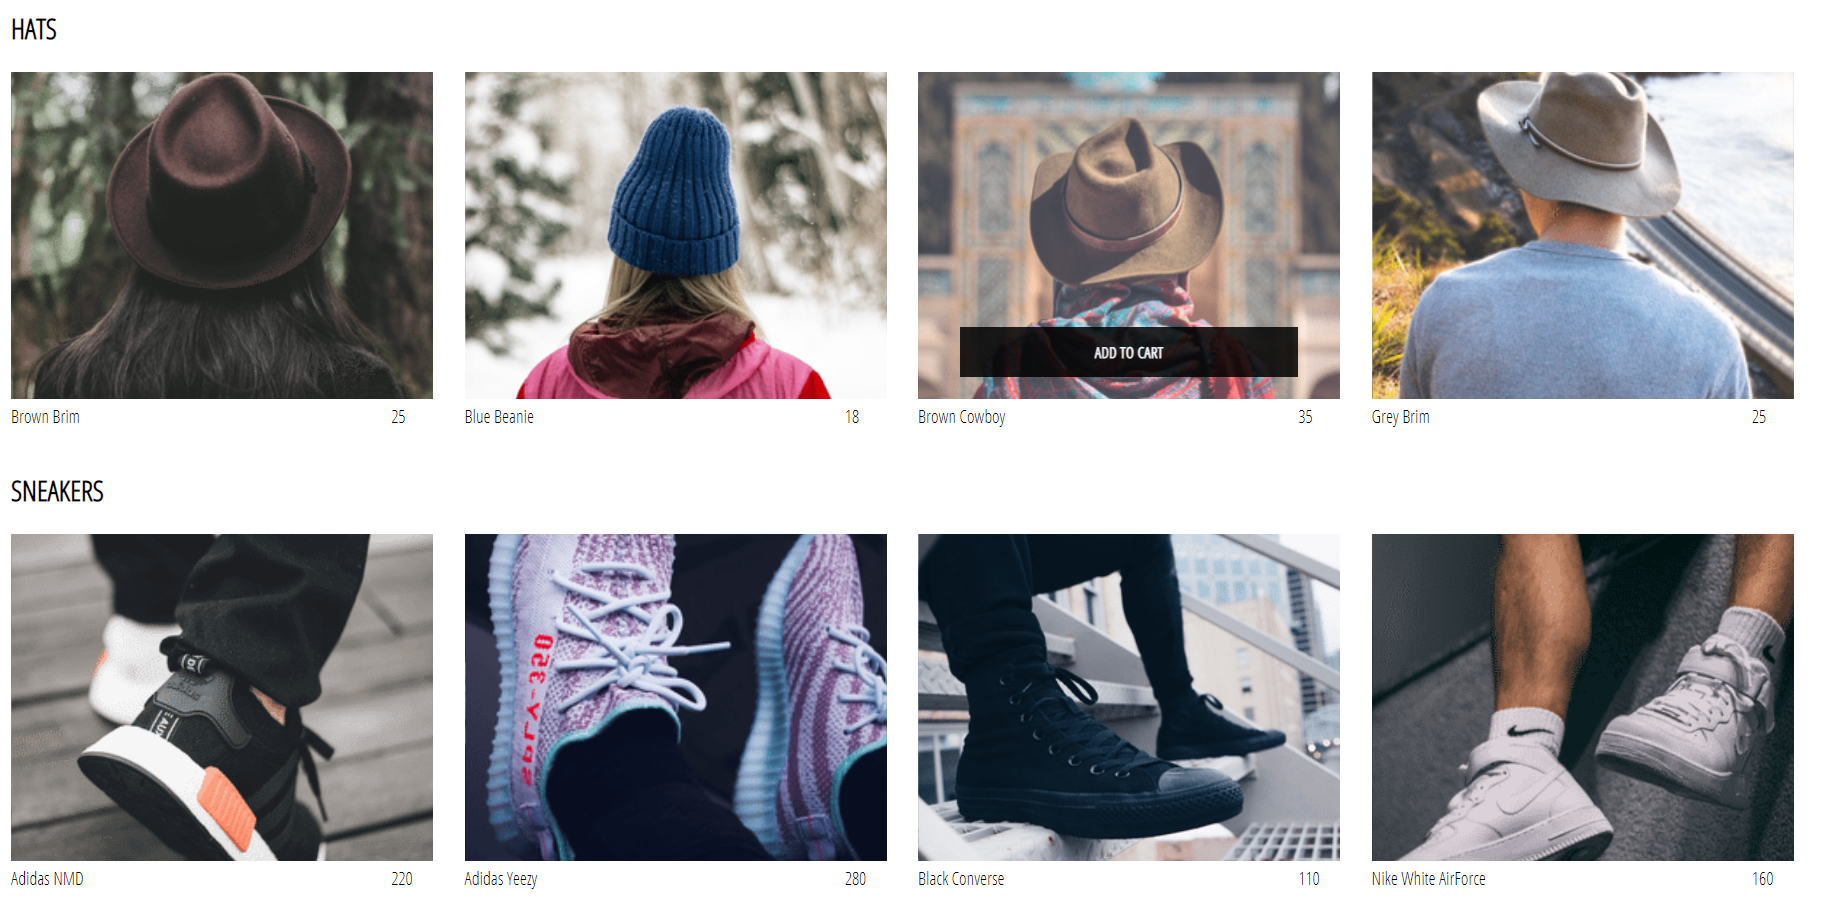 HATS
ADD TO CART
Brown Brim 25
Blue Beanie 18
Brown Cowboy 35
Grey Brim 25
SNEAKERS
SPLY-350
Adidas NMD 220
Adidas Yeezy 280
Black Converse 110
Nike White AirForce 160